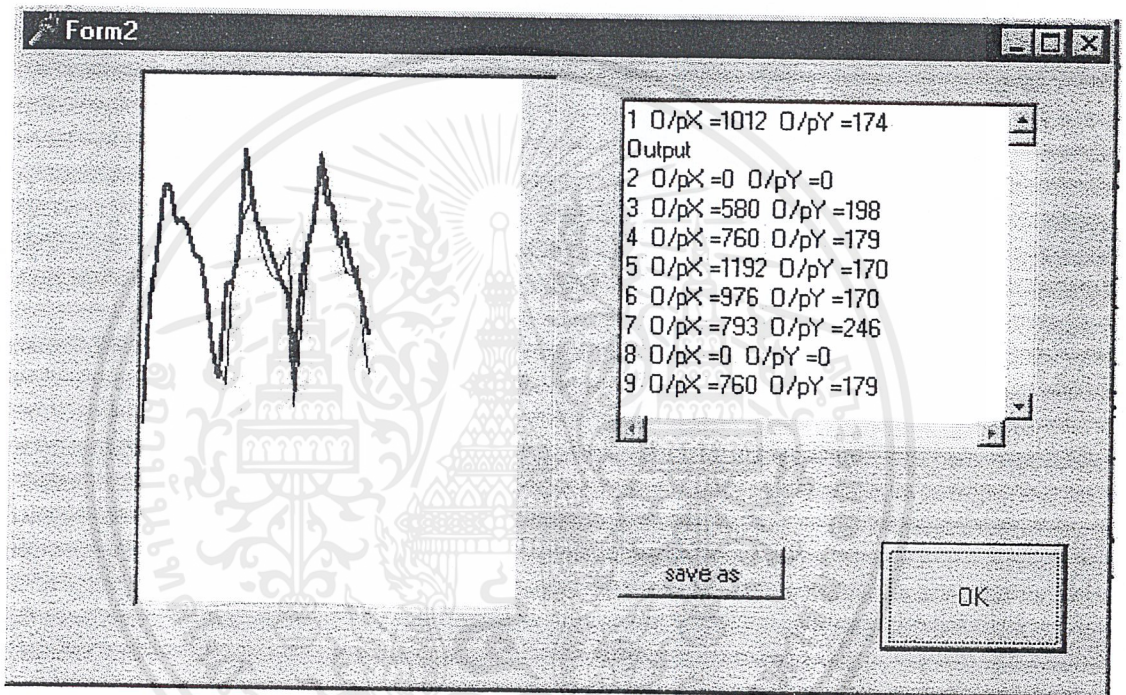 Form2
1 O/pX =1012 O/pY =174
Output
2 O/pX =0 O/pY =0
3 O/pX =580 O/pY =198
4 O/pX =760 O/pY =179
5 O/pX =1192 O/pY =170
6 O/pX =976 O/pY =170
7 O/pX =793 O/pY =246
8 O/pX =0 O/pY =0
9 O/pX =760 O/pY =179
save as
OK